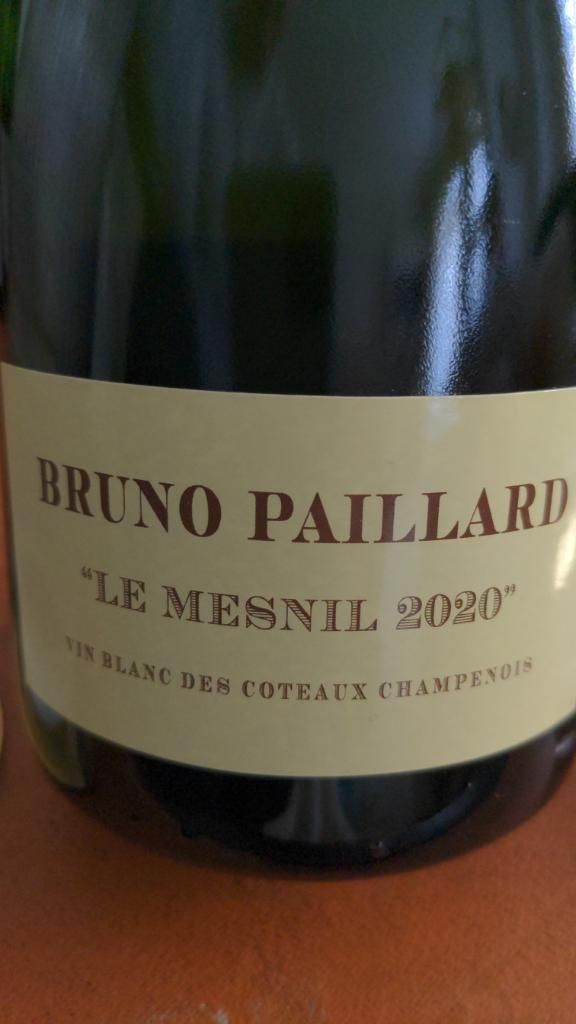 BRUNO PAILLARD
“LE MESNIL 2020”
VIN BLANC DES COTEAUX CHAMPENOIS